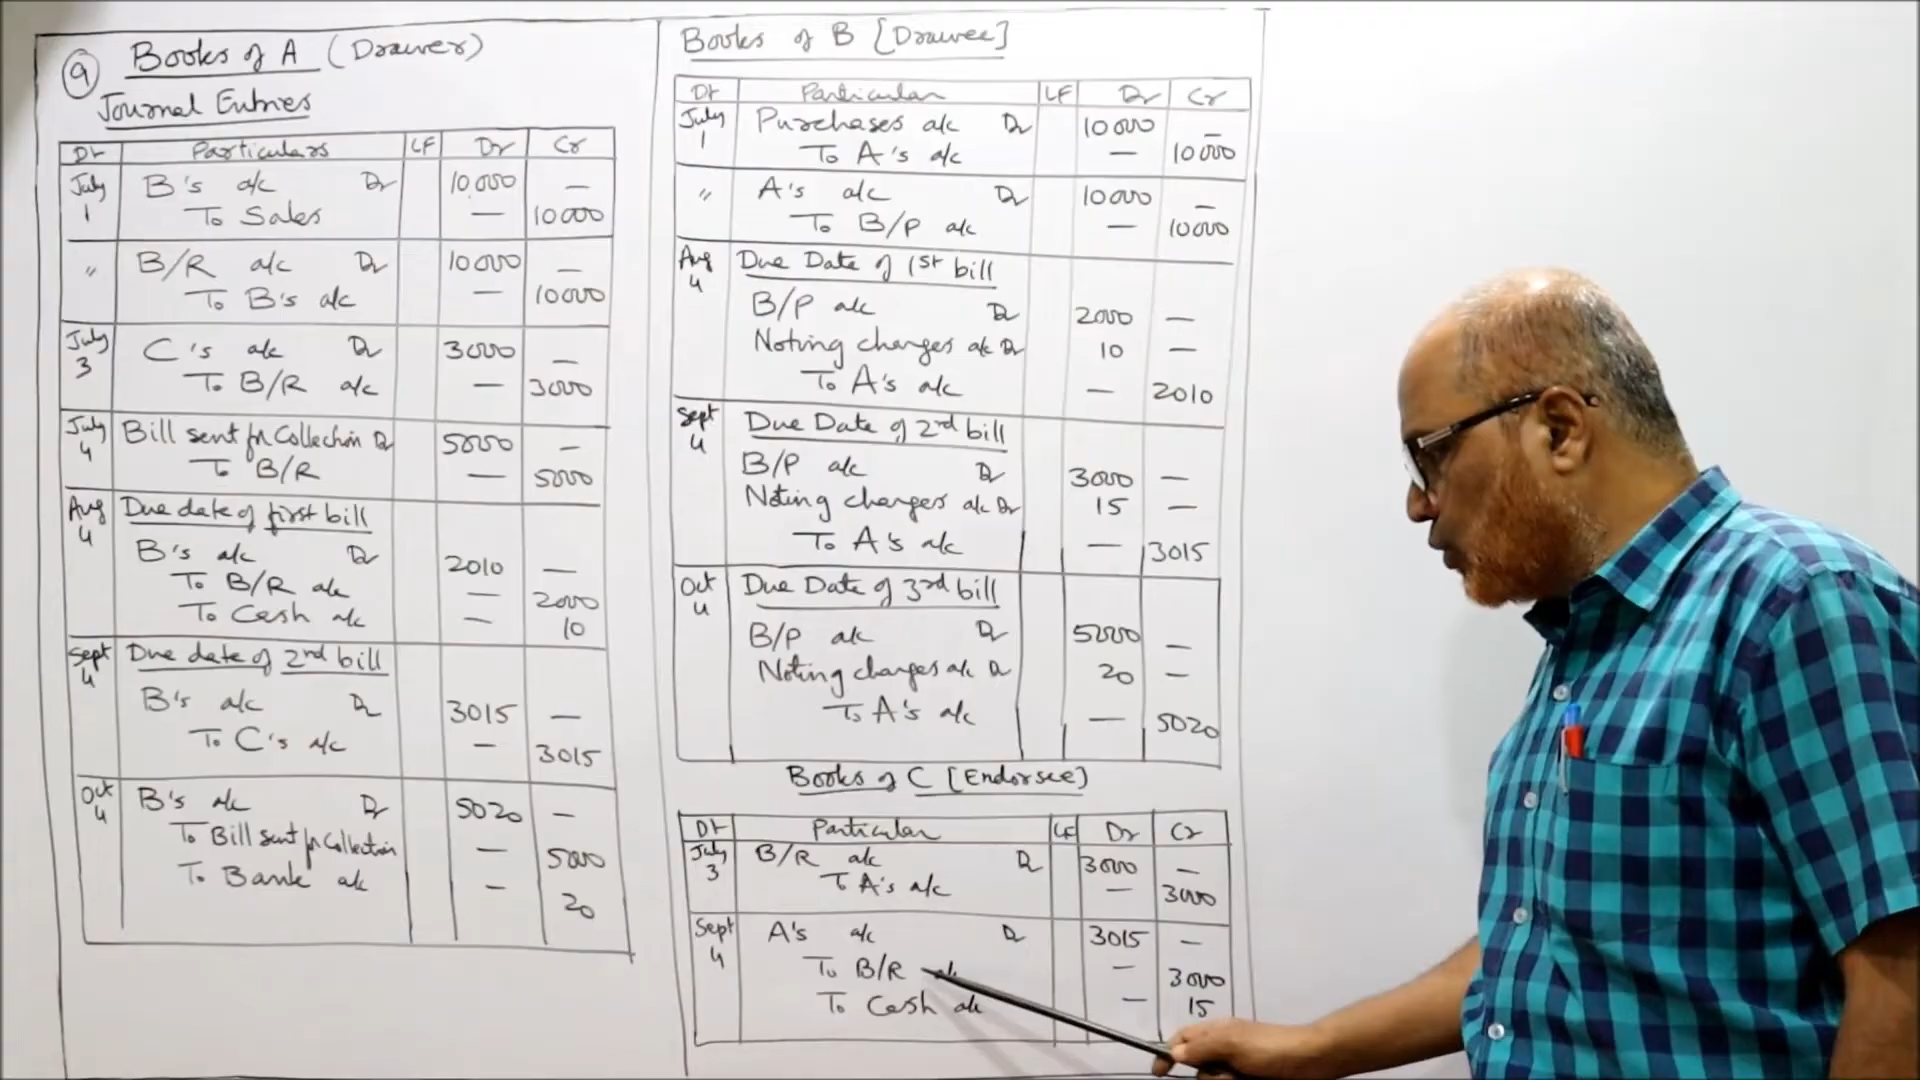 9
Books of A (Drawer)
Journal Entries
Dt Particulars LF Dr Cr
July 1 B's a/c Dr 10,000 —
To Sales — 10000
" B/R a/c Dr 10000 —
To B's a/c — 10000
July 3 C's a/c Dr 3000 —
To B/R a/c — 3000
July 4 Bill sent for Collection Dr 5000 —
To B/R — 5000
Aug 4 Due date of first bill
B's a/c Dr 2010 —
To B/R a/c — 2000
To Cash a/c — 10
Sept 4 Due date of 2nd bill
B's a/c Dr 3015 —
To C's a/c — 3015
Oct 4 B's a/c Dr 5020 —
To Bill sent for Collection — 5000
To Bank a/c — 20
Books of B [Drawee]
Dt Particular LF Dr Cr
July 1 Purchases a/c Dr 10000 —
To A's a/c — 10000
" A's a/c Dr 10000 —
To B/P a/c — 10000
Aug 4 Due Date of 1st bill
B/P a/c Dr 2000 —
Noting charges a/c Dr 10 —
To A's a/c — 2010
Sept 4 Due Date of 2nd bill
B/P a/c Dr 3000 —
Noting charges a/c Dr 15 —
To A's a/c — 3015
Oct 4 Due Date of 3rd bill
B/P a/c Dr 5000 —
Noting charges a/c Dr 20 —
To A's a/c — 5020
Books of C [Endorsee]
Dt Particular LF Dr Cr
July 3 B/R a/c Dr 3000 —
To A's a/c — 3000
Sept 4 A's a/c Dr 3015 —
To B/R a/c — 3000
To Cash a/c — 15